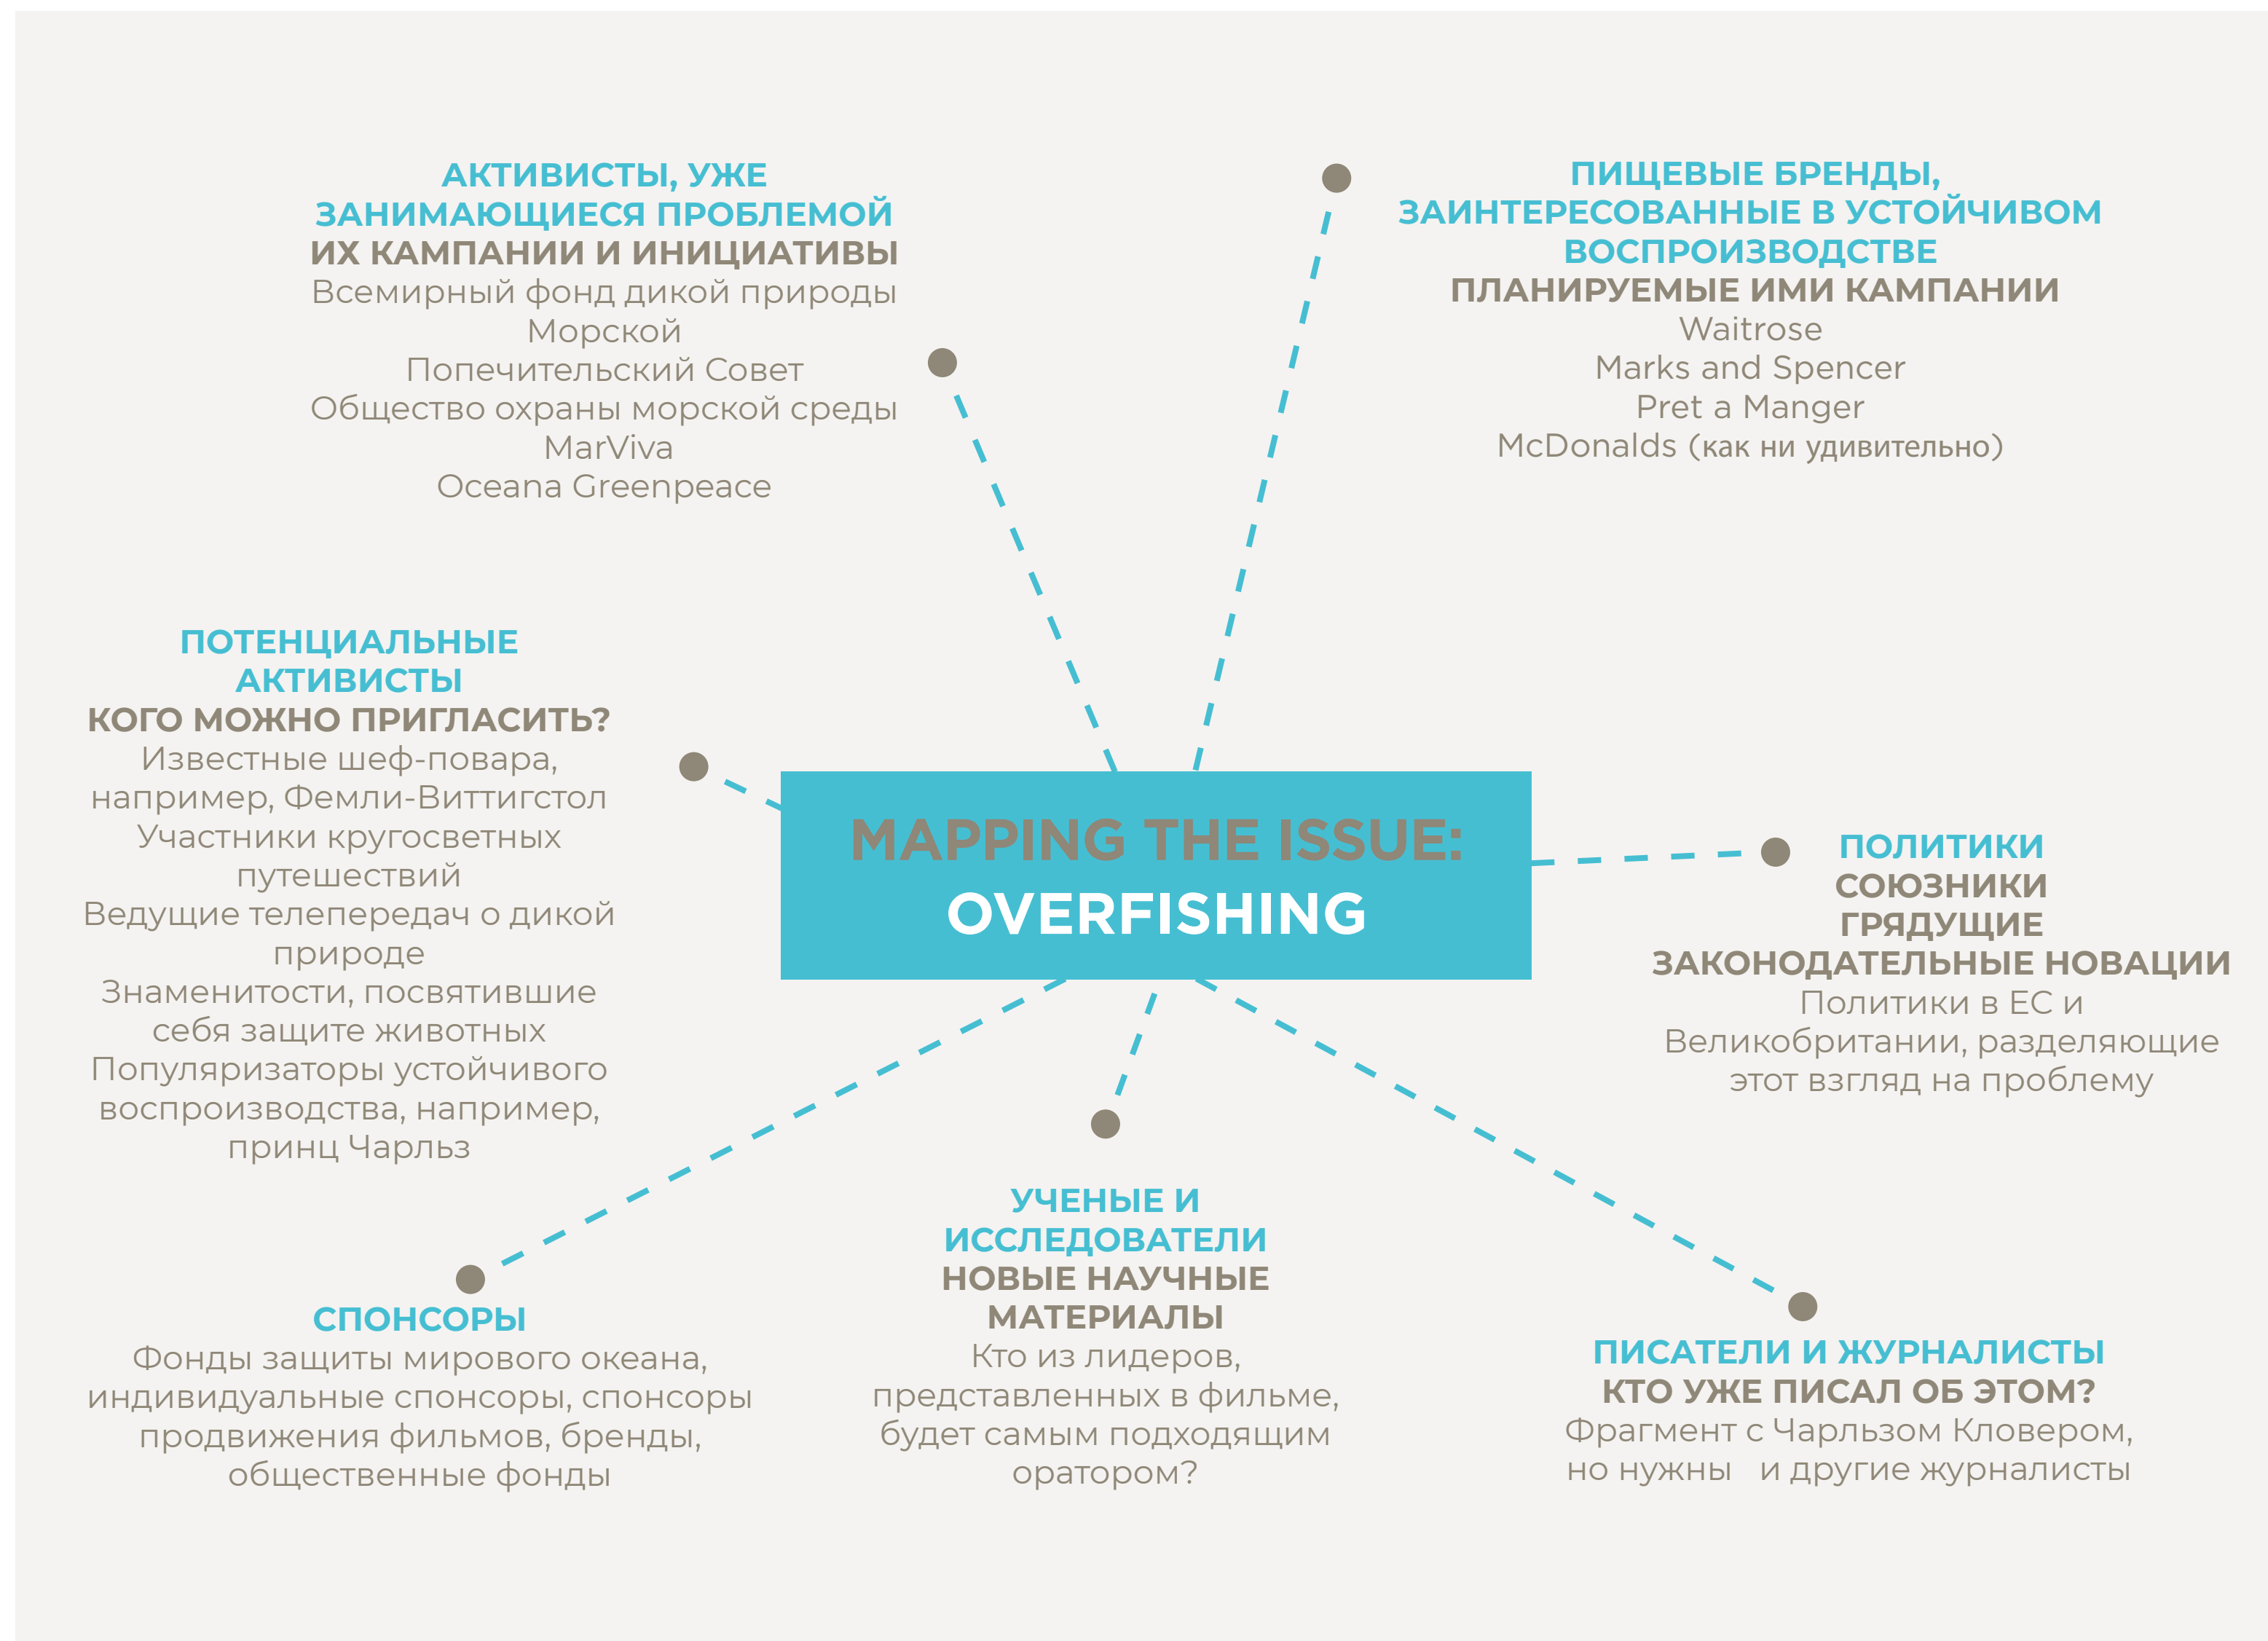 АКТИВИСТЫ, УЖЕ
ЗАНИМАЮЩИЕСЯ ПРОБЛЕМОЙ
ИХ КАМПАНИИ И ИНИЦИАТИВЫ
Всемирный фонд дикой природы
Морской
Попечительский Совет
Общество охраны морской среды
MarViva
Oceana Greenpeace
ПИЩЕВЫЕ БРЕНДЫ,
ЗАИНТЕРЕСОВАННЫЕ В УСТОЙЧИВОМ
ВОСПРОИЗВОДСТВЕ
ПЛАНИРУЕМЫЕ ИМИ КАМПАНИИ
Waitrose
Marks and Spencer
Pret a Manger
McDonalds (как ни удивительно)
ПОТЕНЦИАЛЬНЫЕ
АКТИВИСТЫ
КОГО МОЖНО ПРИГЛАСИТЬ?
Известные шеф-повара,
например, Фемли-Виттигстол
Участники кругосветных
путешествий
Ведущие телепередач о дикой
природе
Знаменитости, посвятившие
себя защите животных
Популяризаторы устойчивого
воспроизводства, например,
принц Чарльз
MAPPING THE ISSUE:
OVERFISHING
ПОЛИТИКИ
СОЮЗНИКИ
ГРЯДУЩИЕ
ЗАКОНОДАТЕЛЬНЫЕ НОВАЦИИ
Политики в ЕС и
Великобритании, разделяющие
этот взгляд на проблему
СПОНСОРЫ
Фонды защиты мирового океана,
индивидуальные спонсоры, спонсоры
продвижения фильмов, бренды,
общественные фонды
УЧЕНЫЕ И
ИССЛЕДОВАТЕЛИ
НОВЫЕ НАУЧНЫЕ
МАТЕРИАЛЫ
Кто из лидеров,
представленных в фильме,
будет самым подходящим
оратором?
ПИСАТЕЛИ И ЖУРНАЛИСТЫ
КТО УЖЕ ПИСАЛ ОБ ЭТОМ?
Фрагмент с Чарльзом Кловером,
но нужны и другие журналисты